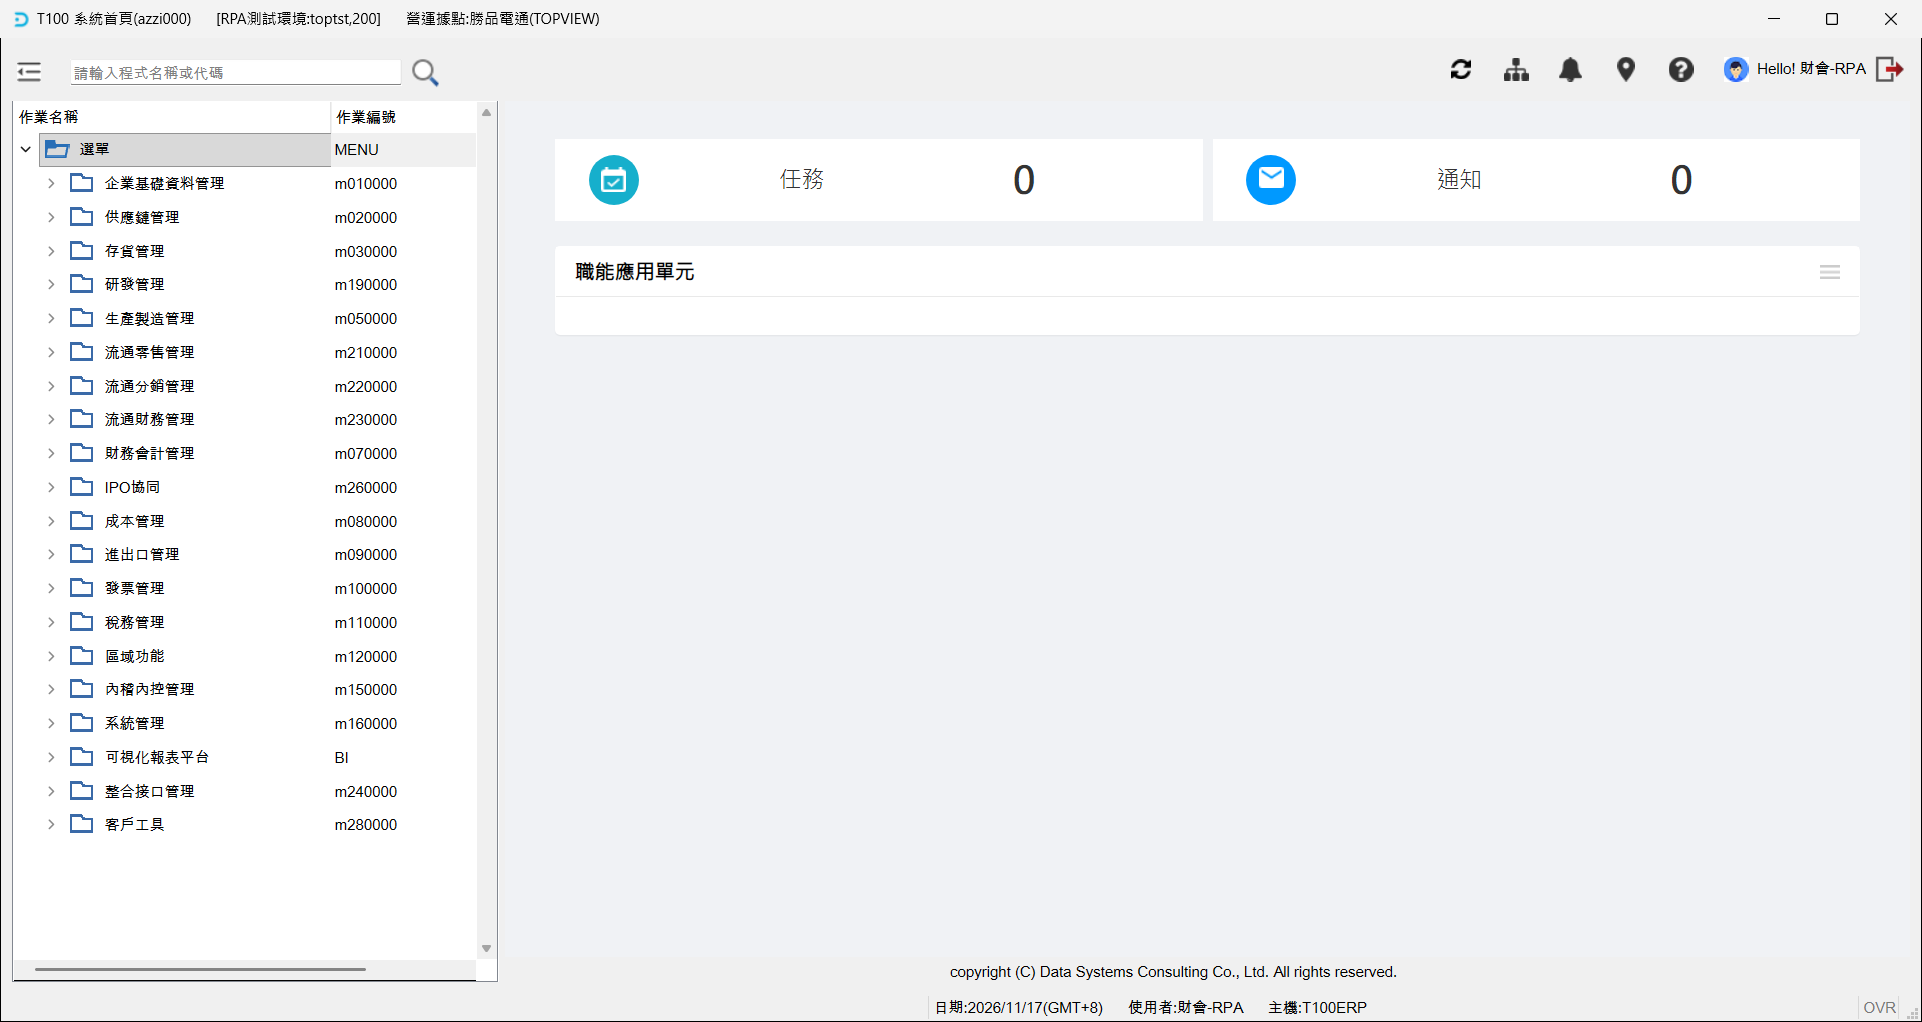 T100 系統首頁(azzi000) [RPA測試環境:toptst,200] 營運據點:勝品電通(TOPVIEW)
請輸入程式名稱或代碼
Hello! 財會-RPA
作業名稱 作業編號
選單 MENU
企業基礎資料管理 m010000
供應鏈管理 m020000
存貨管理 m030000
研發管理 m190000
生產製造管理 m050000
流通零售管理 m210000
流通分銷管理 m220000
流通財務管理 m230000
財務會計管理 m070000
IPO協同 m260000
成本管理 m080000
進出口管理 m090000
發票管理 m100000
稅務管理 m110000
區域功能 m120000
內稽內控管理 m150000
系統管理 m160000
可視化報表平台 BI
整合接口管理 m240000
客戶工具 m280000
任務 0
通知 0
職能應用單元
copyright (C) Data Systems Consulting Co., Ltd. All rights reserved.
日期:2026/11/17(GMT+8) 使用者:財會-RPA 主機:T100ERP
OVR